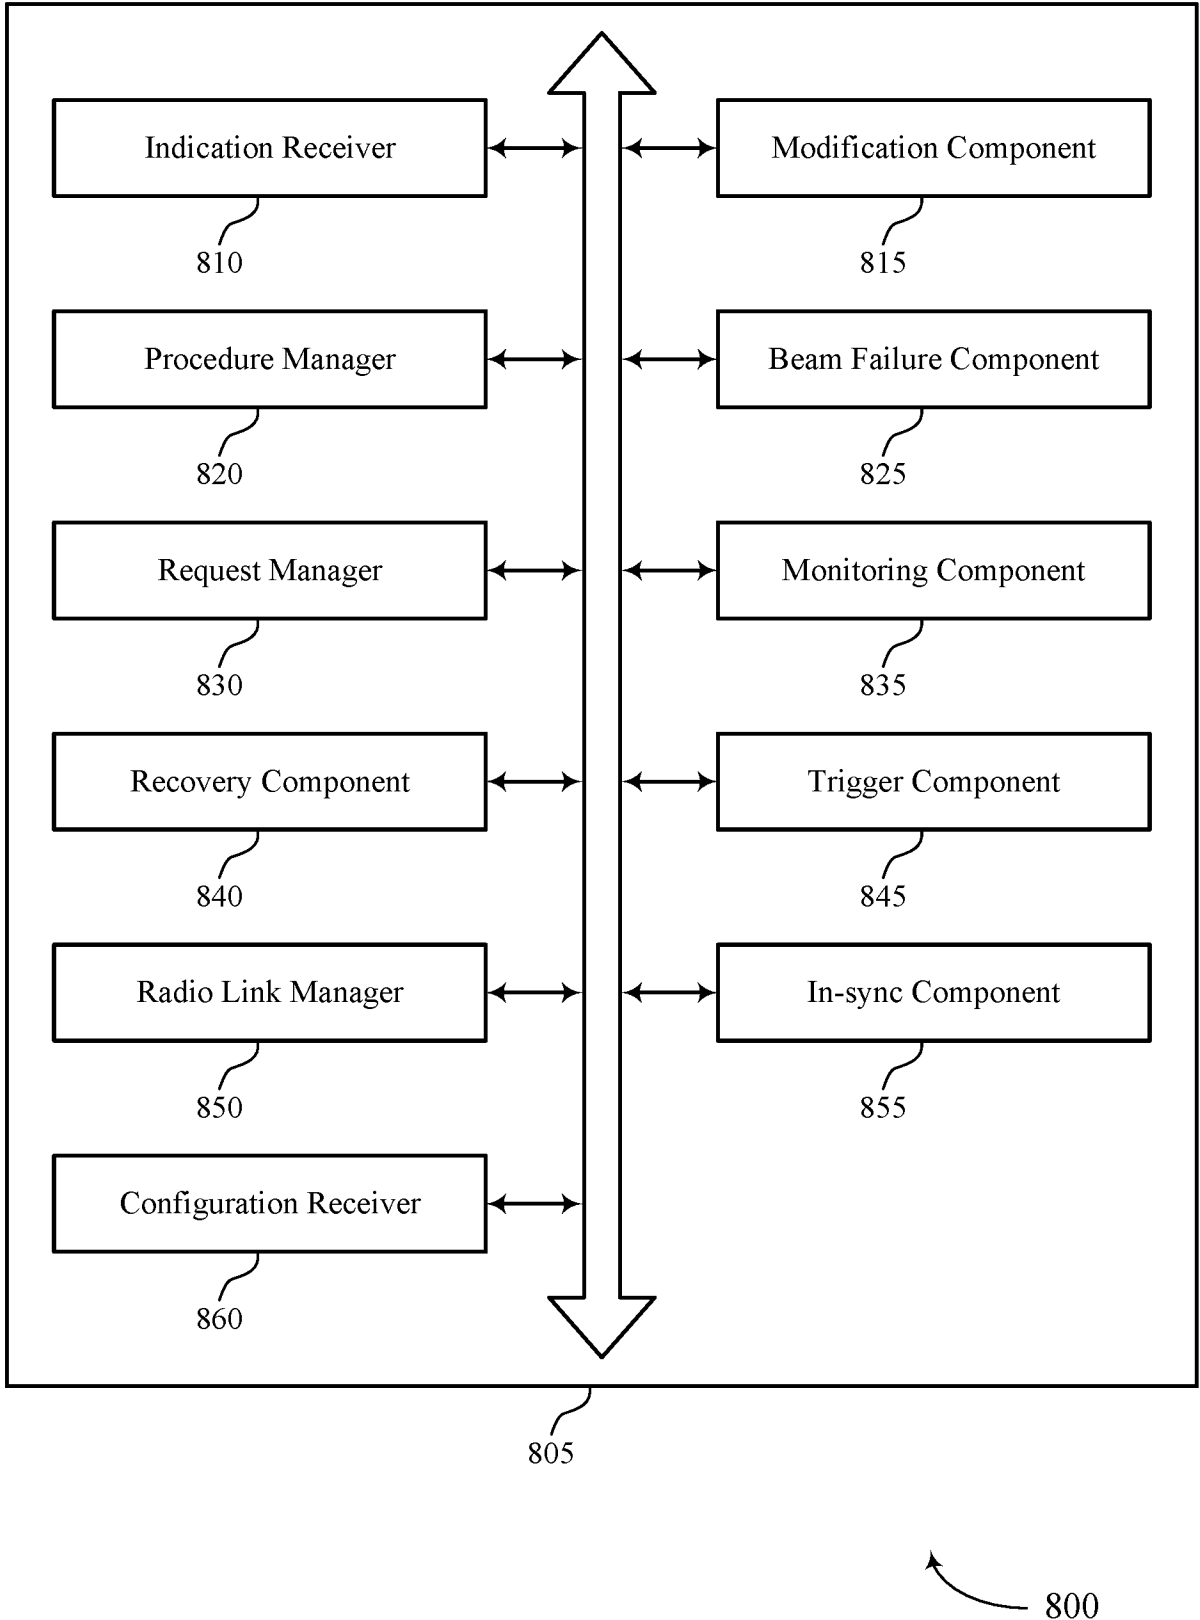 Indication Receiver
Modification Component
810
815
Procedure Manager
Beam Failure Component
820
825
Request Manager
Monitoring Component
830
835
Recovery Component
Trigger Component
840
845
Radio Link Manager
In-sync Component
850
855
Configuration Receiver
860
805
800